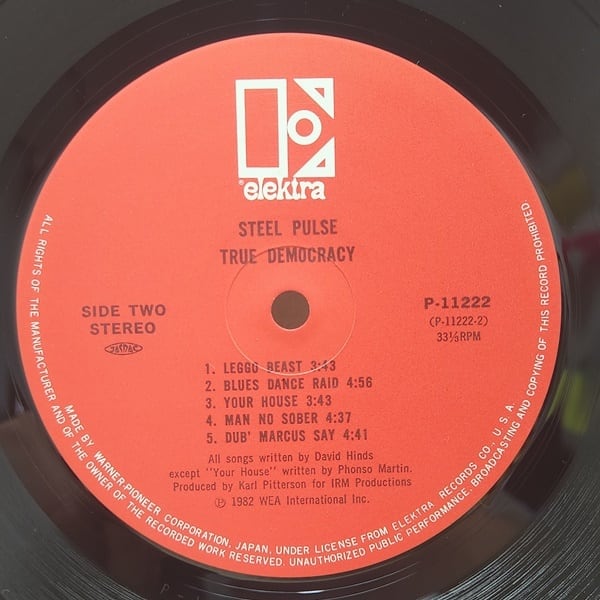 elektra
STEEL PULSE
TRUE DEMOCRACY
SIDE TWO
STEREO
JASRAC
P-11222
(P-11222-2)
33⅓RPM
1. LEGGO BEAST 3:43
2. BLUES DANCE RAID 4:56
3. YOUR HOUSE 3:43
4. MAN NO SOBER 4:37
5. DUB' MARCUS SAY 4:41
All songs written by David Hinds
except "Your House" written by Phonso Martin.
Produced by Karl Pitterson for IRM Productions
Ⓟ 1982 WEA International Inc.
MADE BY WARNER-PIONEER CORPORATION, JAPAN, UNDER LICENSE FROM ELEKTRA RECORDS CO., U.S.A.
ALL RIGHTS OF THE MANUFACTURER AND OF THE OWNER OF THE RECORDED WORK RESERVED. UNAUTHORIZED PUBLIC PERFORMANCE, BROADCASTING AND COPYING OF THIS RECORD PROHIBITED